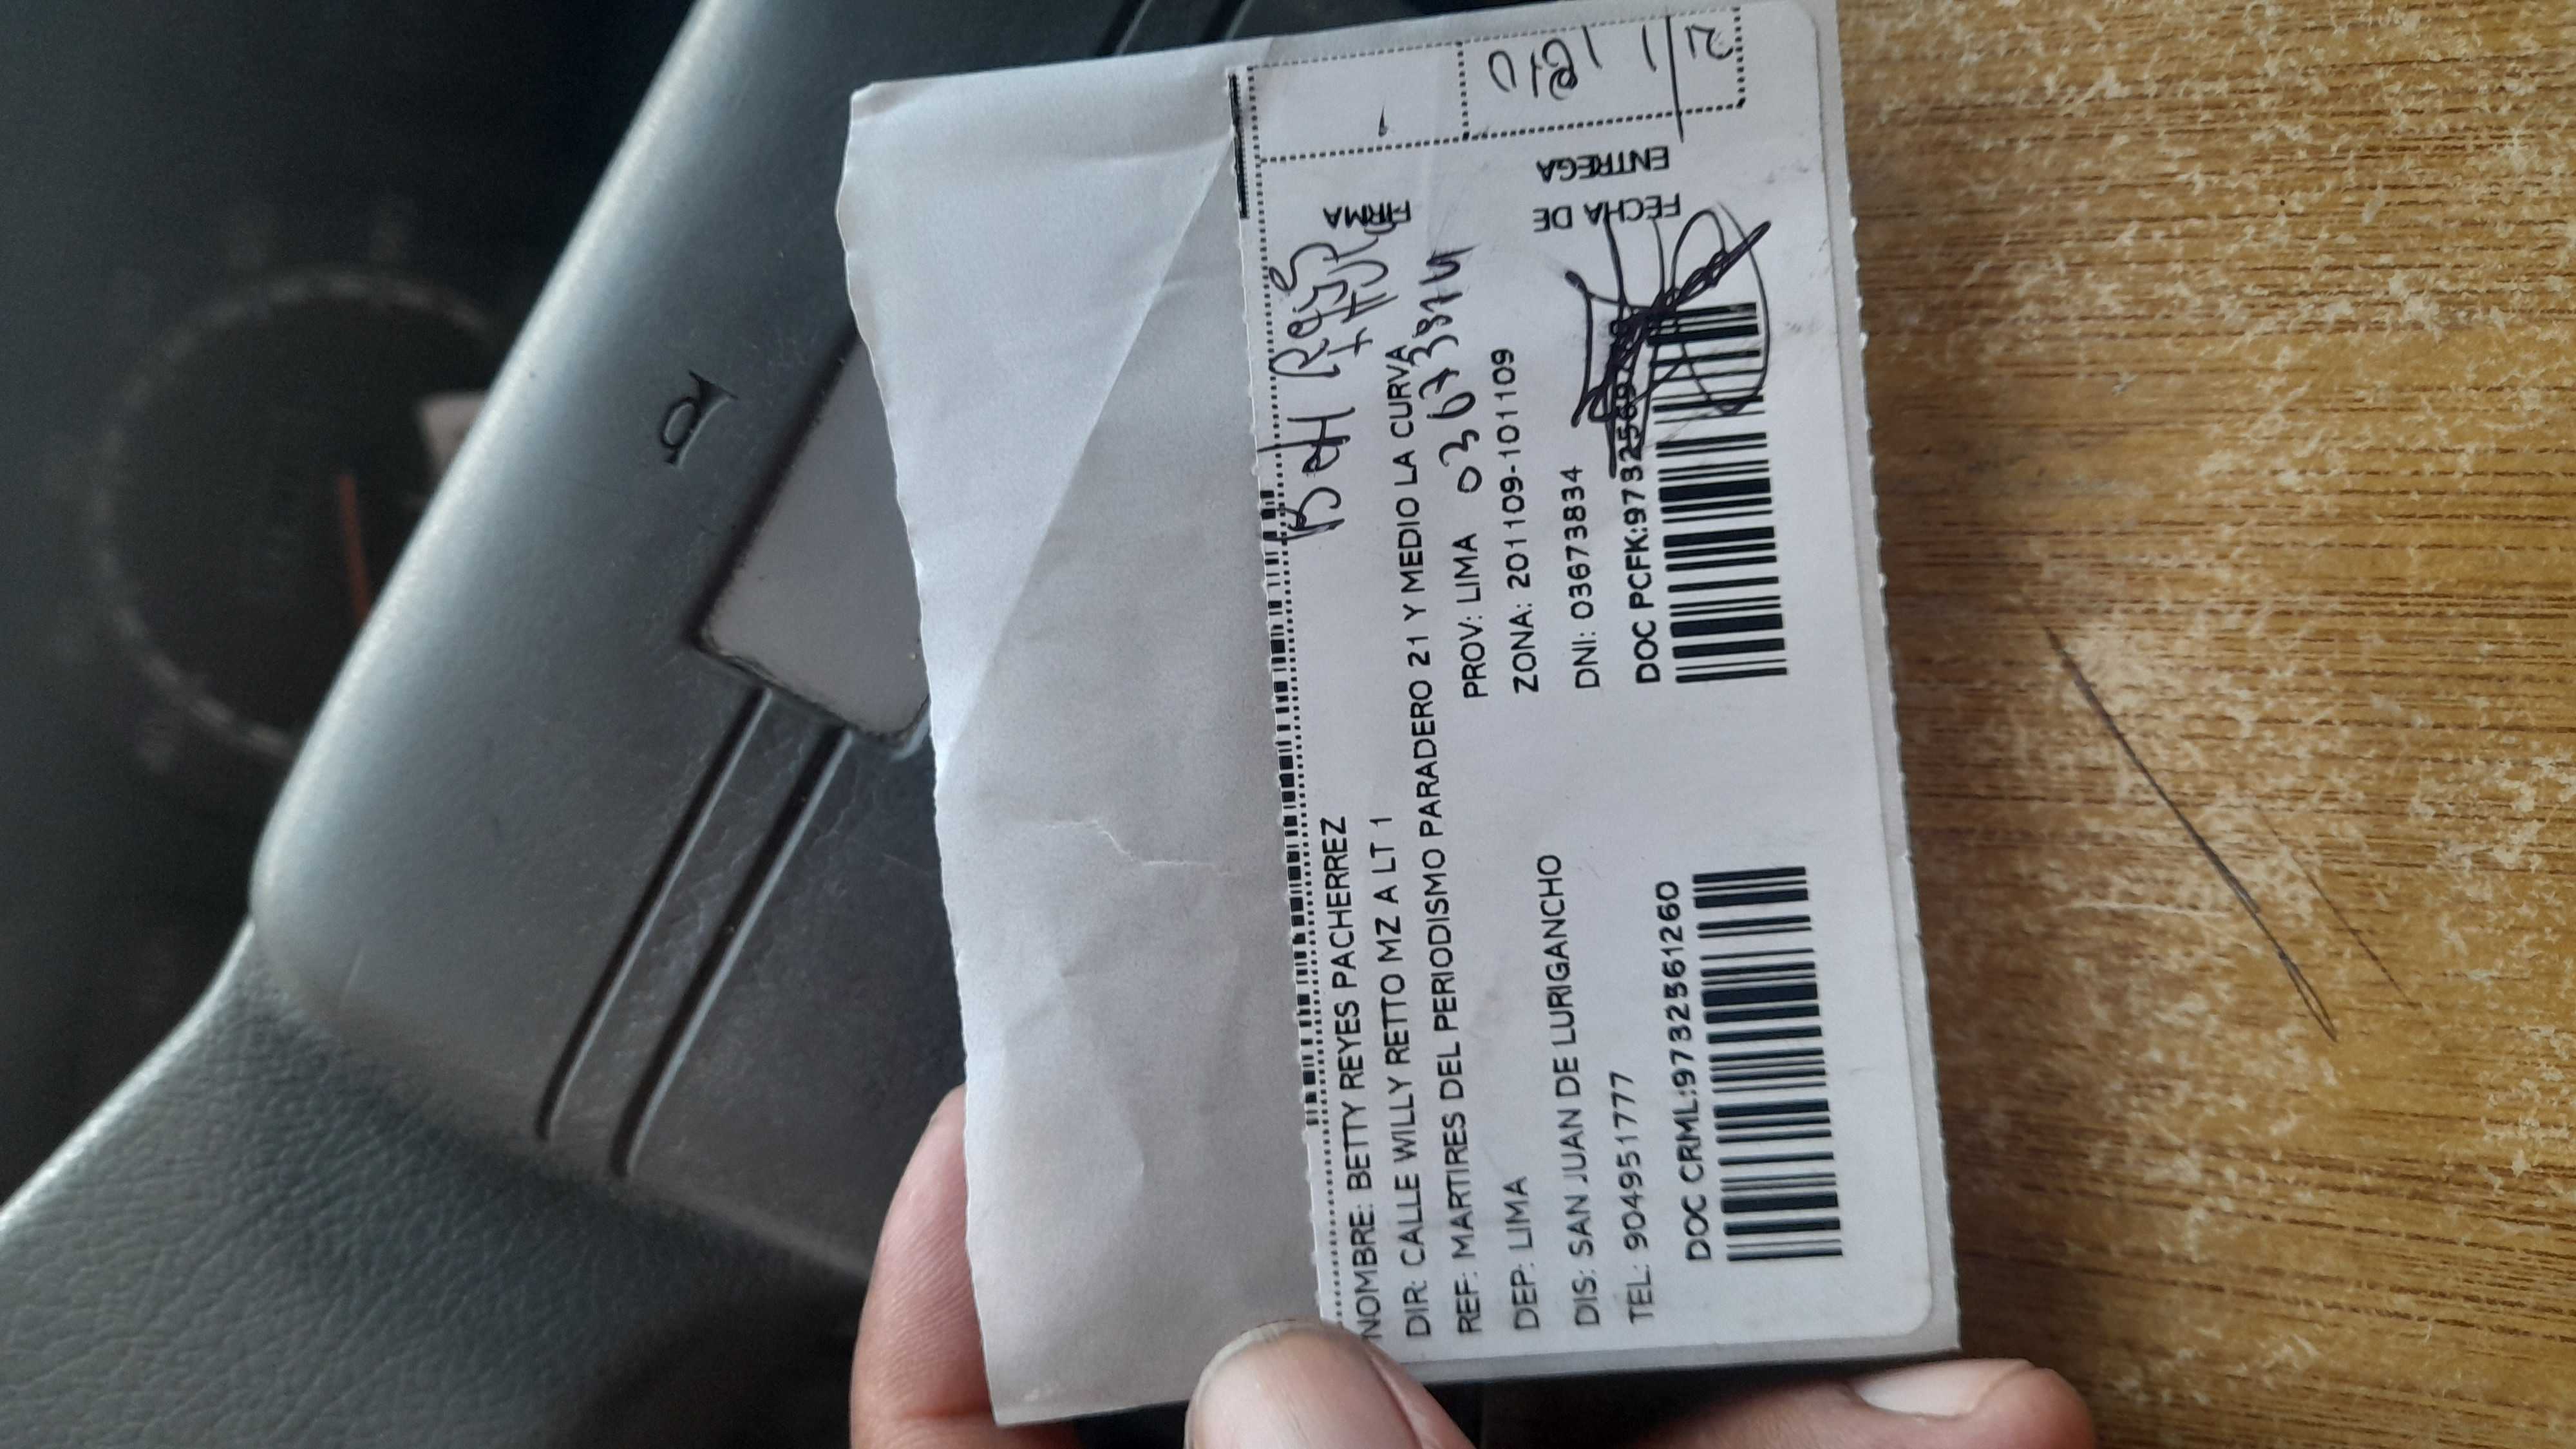 NOMBRE: BETTY REYES PACHERREZ
DIR: CALLE WILLY RETTO MZ A LT 1
REF: MARTIRES DEL PERIODISMO PARADERO 21 Y MEDIO LA CURVA
DEP: LIMA
PROV: LIMA
DIS: SAN JUAN DE LURIGANCHO
ZONA: 201109-101109
TEL: 904951777
DNI: 03673834
DOC CRML:9732561260
DOC PCFK:973
FIRMA
FECHA DE
ENTREGA